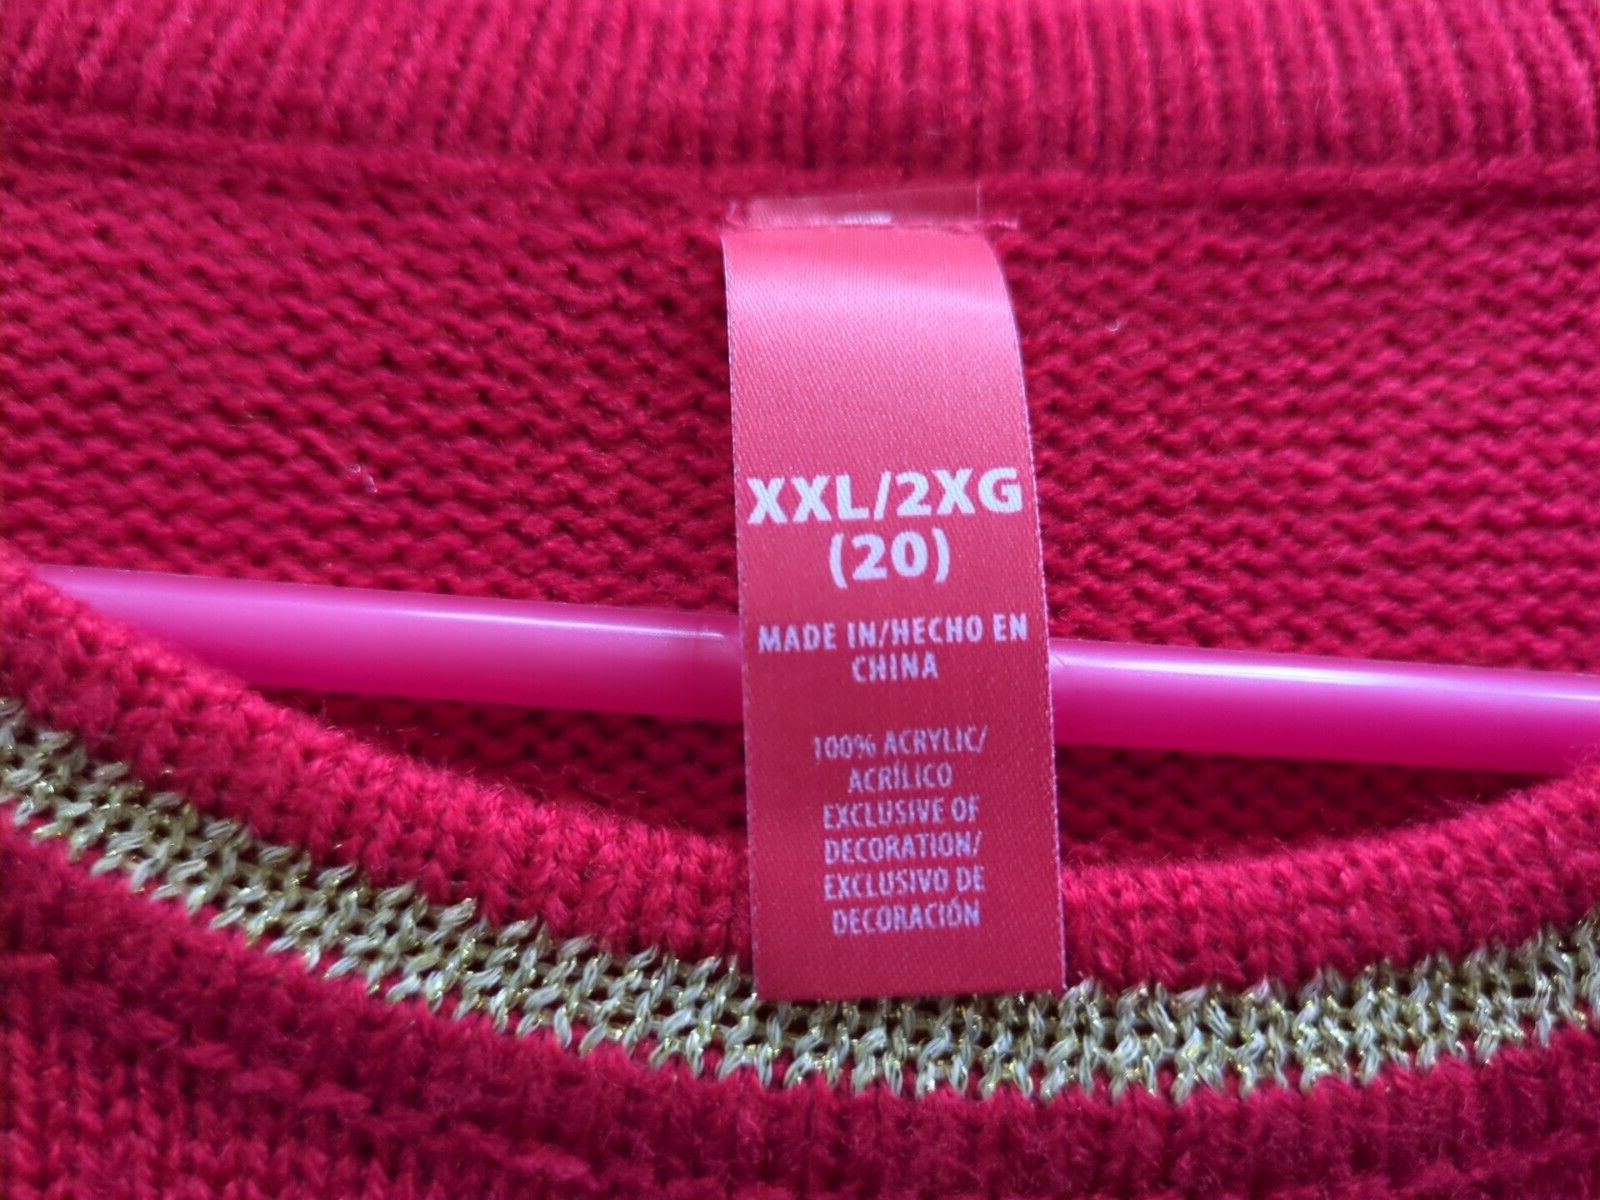 XXL/2XG
(20)
MADE IN/HECHO EN
CHINA
100% ACRYLIC/
ACRÍLICO
EXCLUSIVE OF
DECORATION/
EXCLUSIVO DE
DECORACIÓN